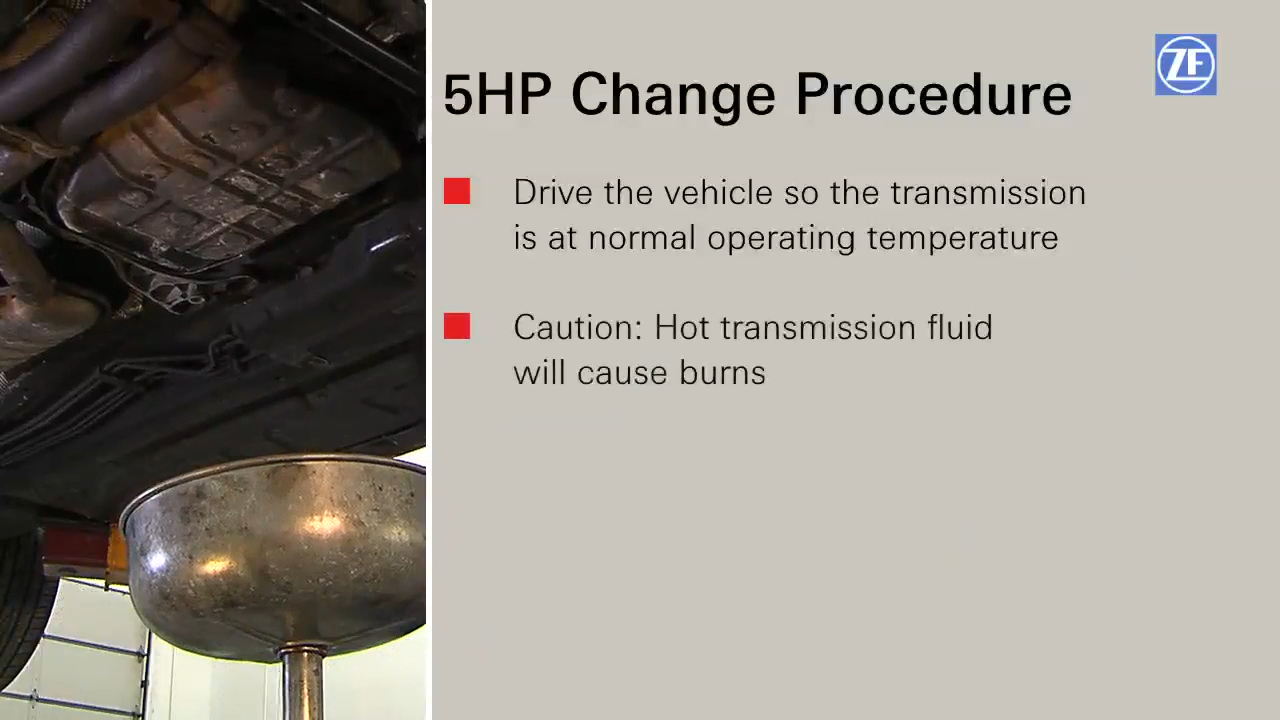 ZF
5HP Change Procedure
Drive the vehicle so the transmission
is at normal operating temperature
Caution: Hot transmission fluid
will cause burns